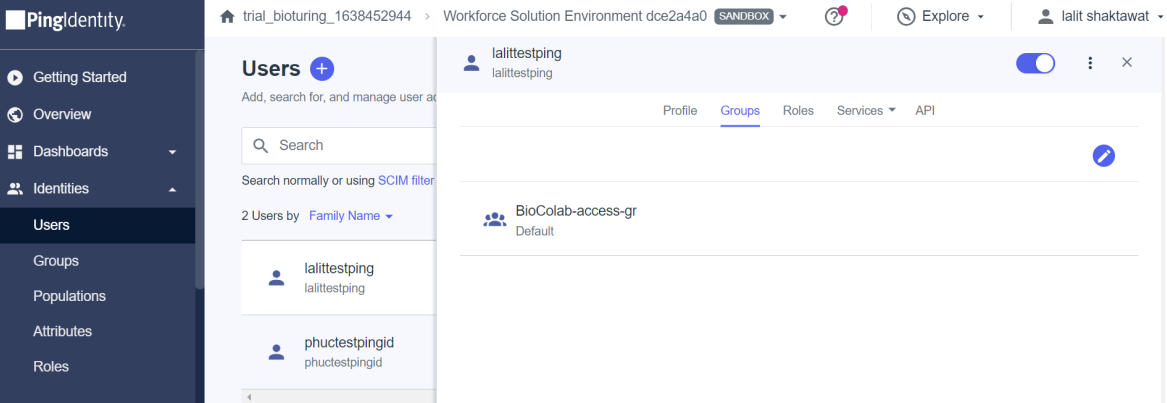 PingIdentity.
trial_bioturing_1638452944 > Workforce Solution Environment dce2a4a0 SANDBOX
Explore
lalit shaktawat
Getting Started
Overview
Dashboards
Identities
Users
Groups
Populations
Attributes
Roles
Users
Add, search for, and manage user
Search
Search normally or using SCIM filter
2 Users by Family Name
lalittestping
lalittestping
phuctestpingid
phuctestpingid
lalittestping
lalittestping
Profile Groups Roles Services API
BioColab-access-gr
Default